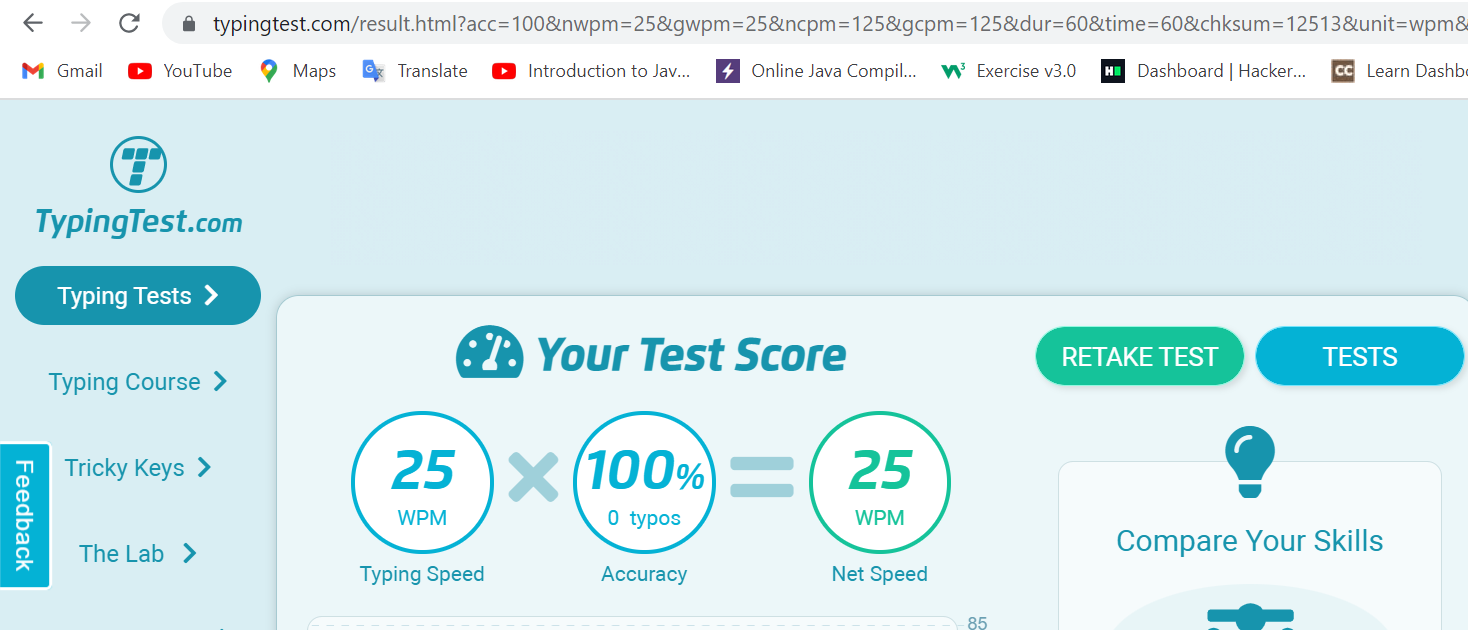 typingtest.com/result.html?acc=100&nwpm=25&gwpm=25&ncpm=125&gcpm=125&dur=60&time=60&chksum=12513&unit=wpm&
Gmail YouTube Maps Translate Introduction to Jav... Online Java Compil... Exercise v3.0 Dashboard | Hacker... Learn Dashbo
TypingTest.com
Typing Tests
Typing Course
Tricky Keys
The Lab
Feedback
Your Test Score
RETAKE TEST
TESTS
25
WPM
Typing Speed
100%
0 typos
Accuracy
25
WPM
Net Speed
85
Compare Your Skills